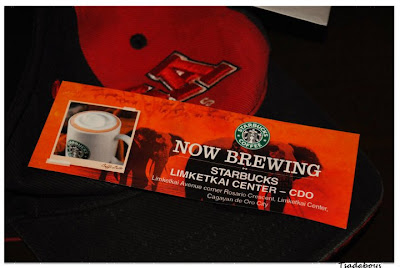 STARBUCKS
COFFEE
NOW BREWING
STARBUCKS
LIMKETKAI CENTER – CDO
Limketkai Avenue corner Rosario Crescent, Limketkai Center,
Cagayan de Oro City
Tsadabous